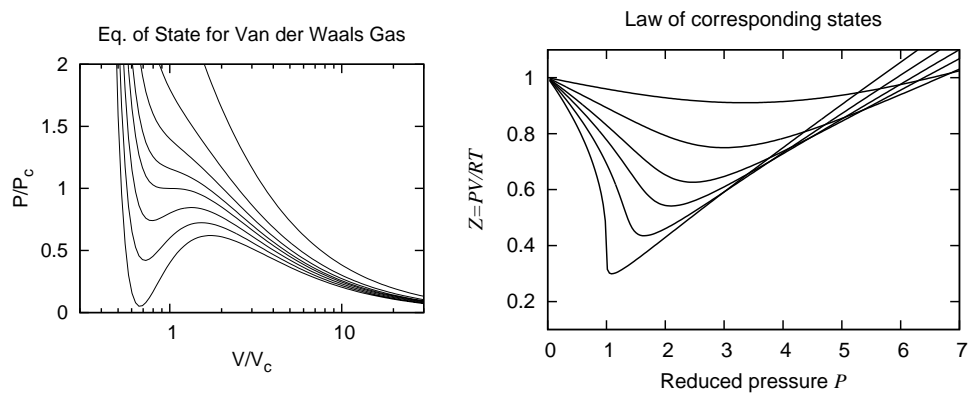 Eq. of State for Van der Waals Gas
2
1.5
1
0.5
0
P/Pc
1 10
V/Vc
Law of corresponding states
1
0.8
0.6
0.4
0.2
Z=PV/RT
0 1 2 3 4 5 6 7
Reduced pressure P